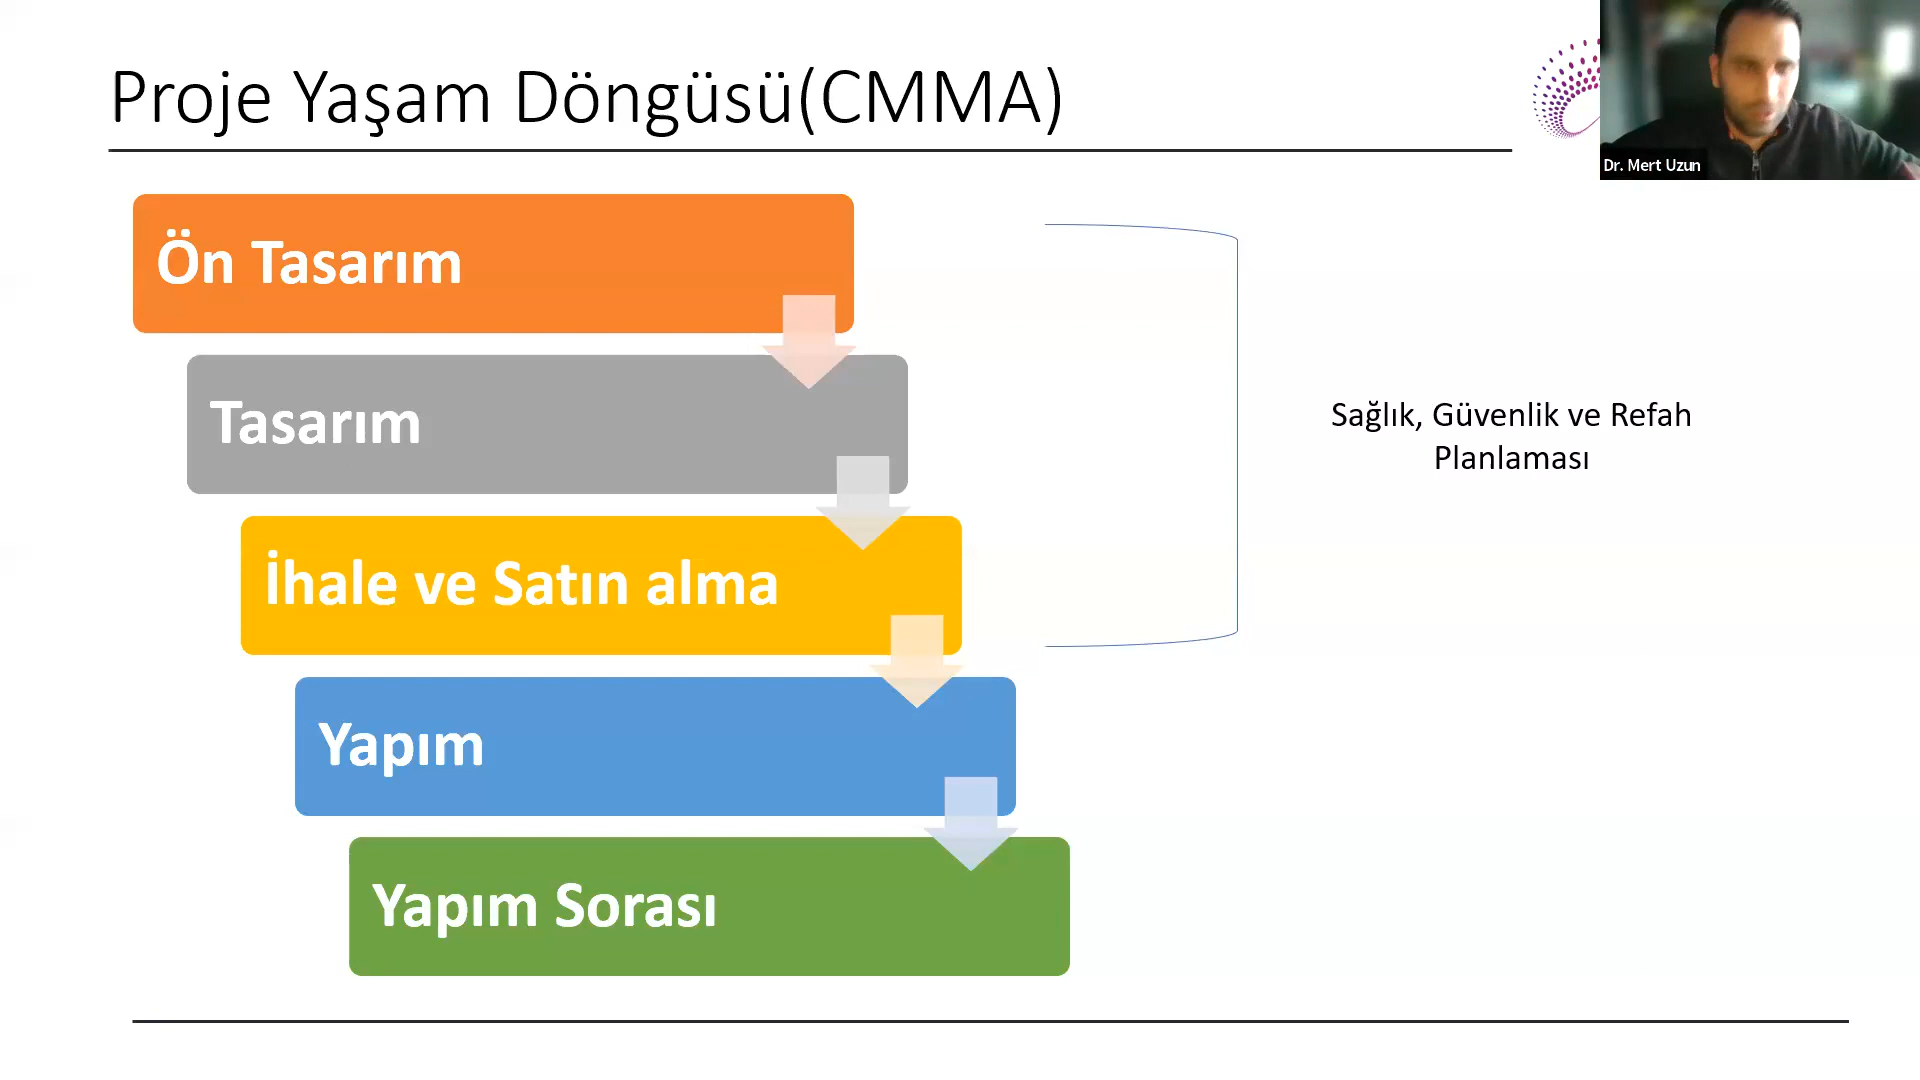 Proje Yaşam Döngüsü(CMMA)
Dr. Mert Uzun
Ön Tasarım
Tasarım
İhale ve Satın alma
Yapım
Yapım Sorası
Sağlık, Güvenlik ve Refah
Planlaması